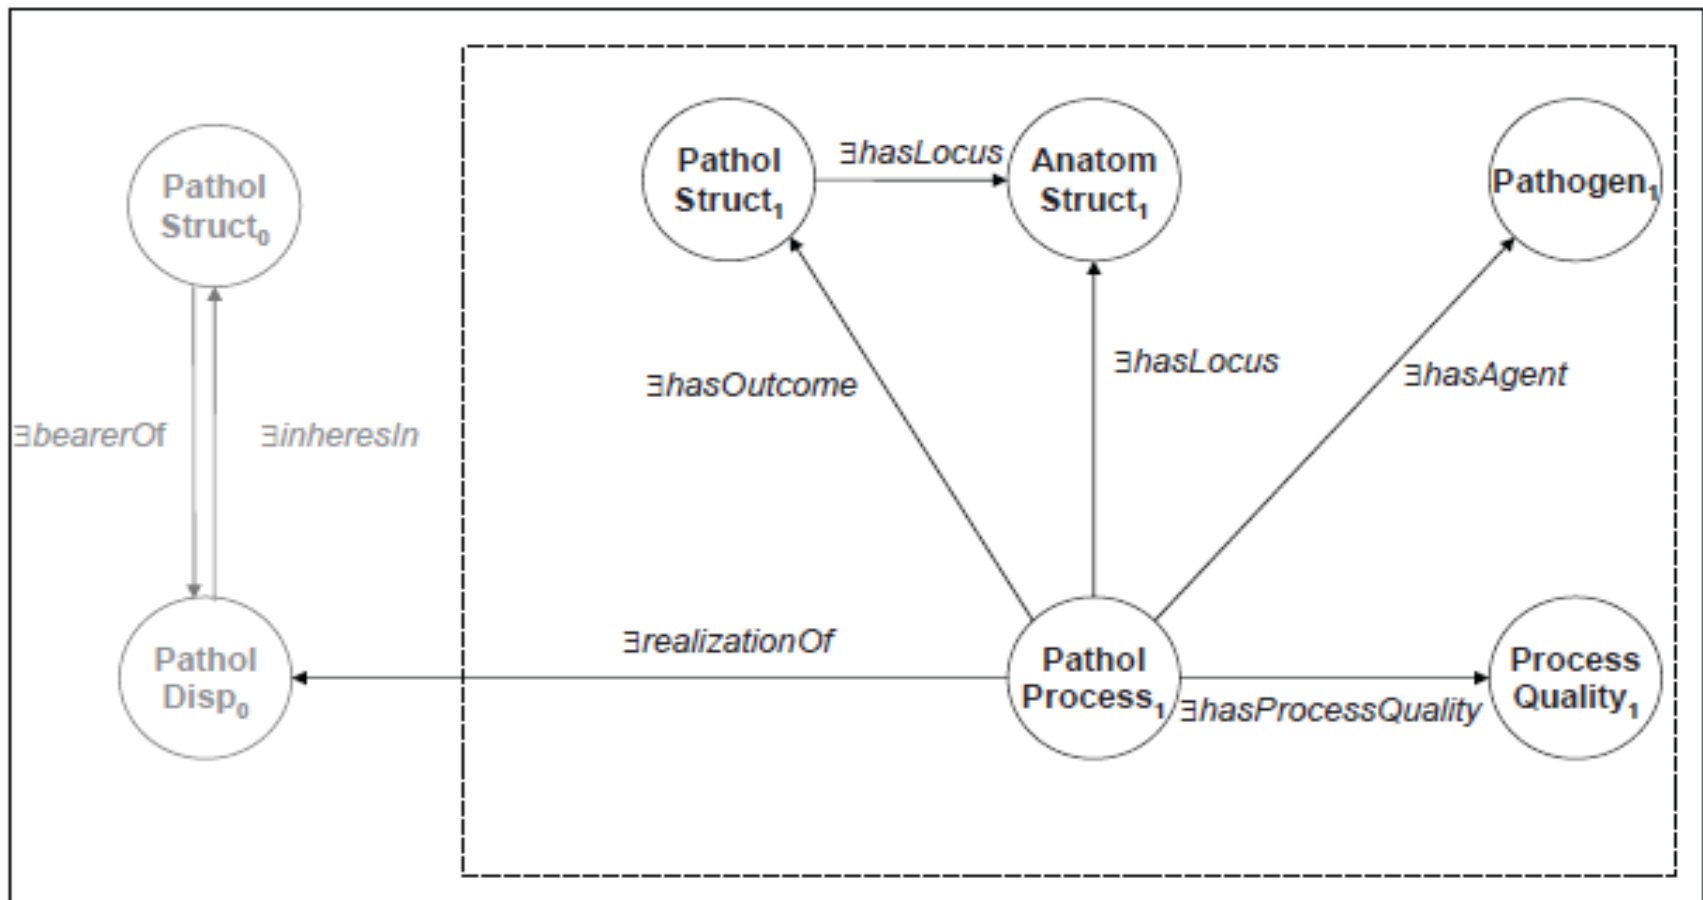 Pathol
Struct₀
∃bearerOf
∃inheresIn
Pathol
Disp₀
Pathol
Struct₁
∃hasLocus
Anatom
Struct₁
Pathogen₁
∃hasOutcome
∃hasLocus
∃hasAgent
∃realizationOf
Pathol
Process₁
∃hasProcessQuality
Process
Quality₁